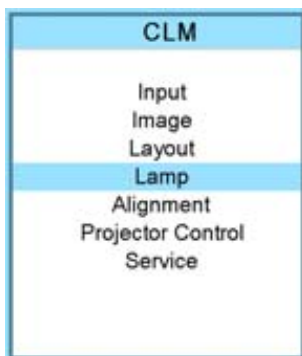 CLM
Input
Image
Layout
Lamp
Alignment
Projector Control
Service